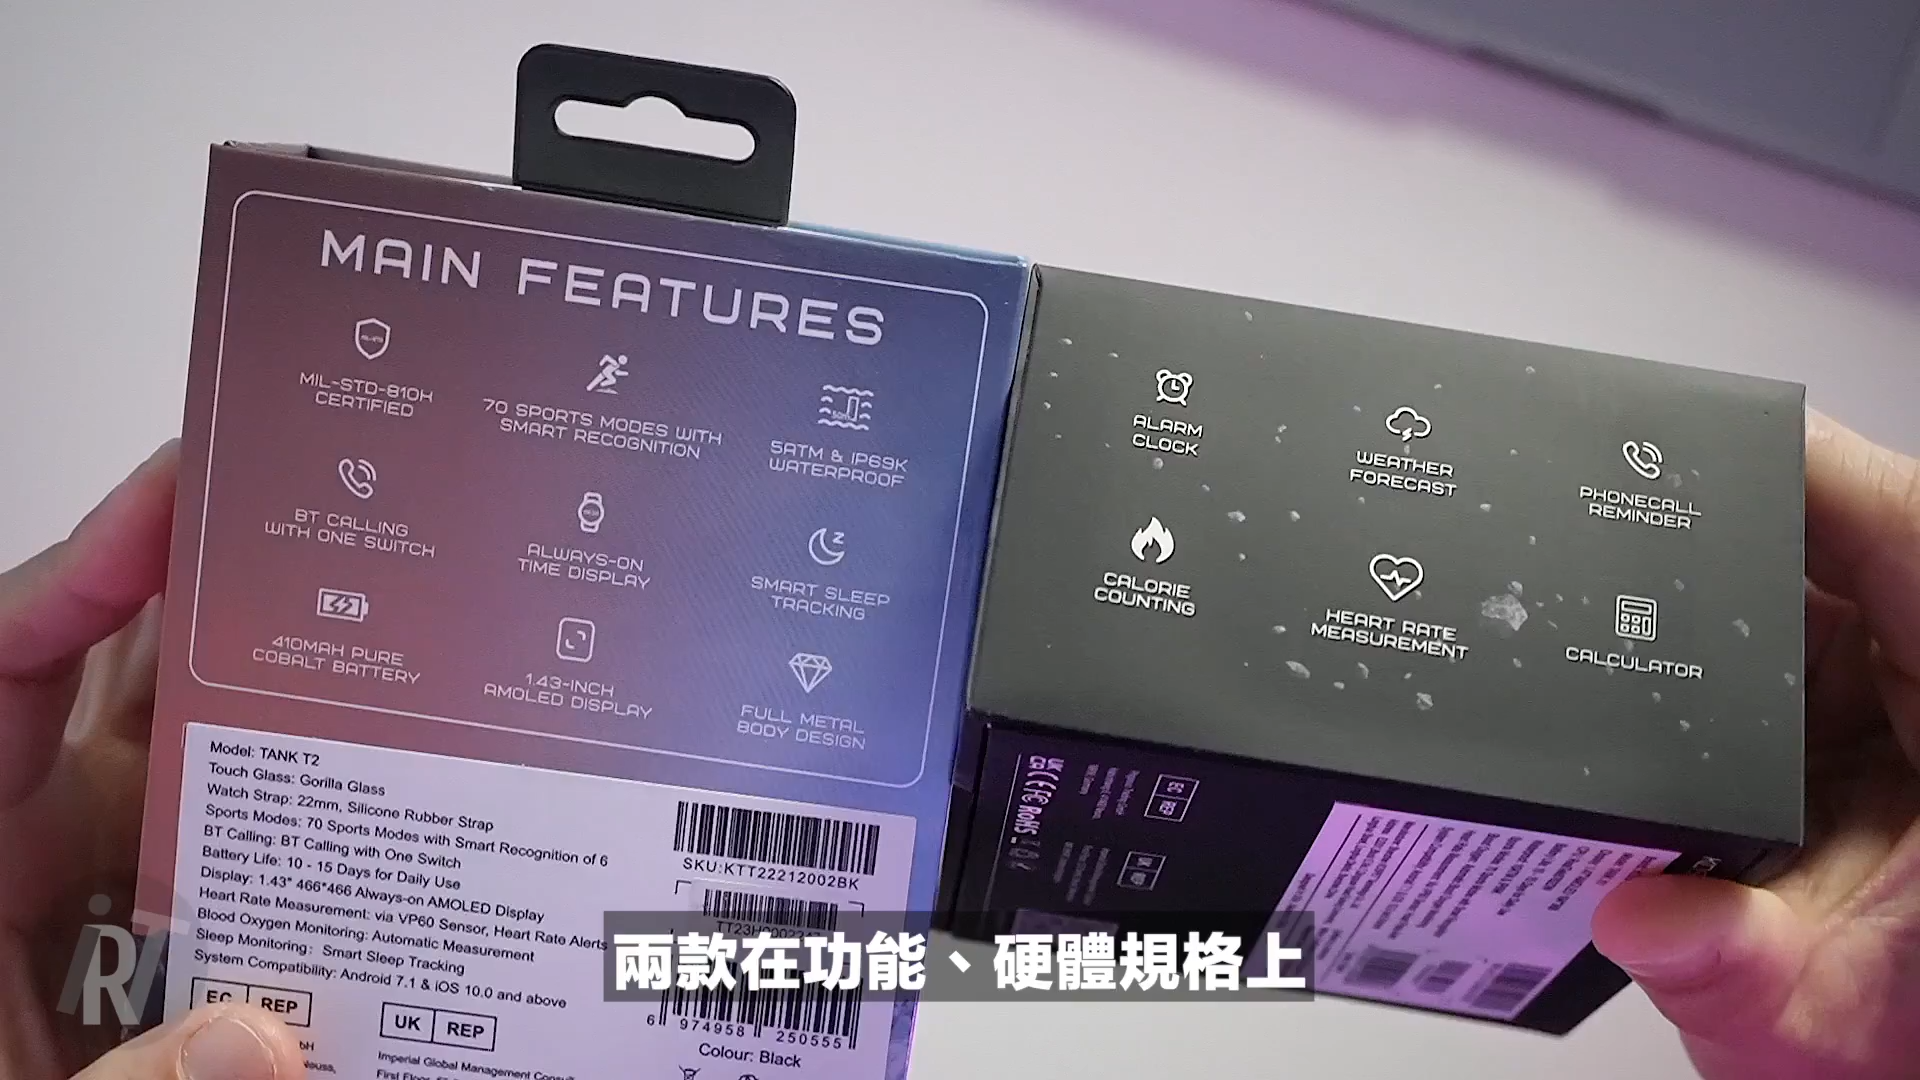 MAIN FEATURES
MIL-STD-810H
CERTIFIED
70 SPORTS MODES WITH
SMART RECOGNITION
5ATM & IP69K
WATERPROOF
BT CALLING
WITH ONE SWITCH
ALWAYS-ON
TIME DISPLAY
SMART SLEEP
TRACKING
410MAH PURE
COBALT BATTERY
1.43-INCH
AMOLED DISPLAY
FULL METAL
BODY DESIGN
Model: TANK T2
Touch Glass: Gorilla Glass
Watch Strap: 22mm, Silicone Rubber Strap
Sports Modes: 70 Sports Modes with Smart Recognition of 6
BT Calling: BT Calling with One Switch
Battery Life: 10 - 15 Days for Daily Use
Display: 1.43" 466*466 Always-on AMOLED Display
Heart Rate Measurement: via VP60 Sensor, Heart Rate Alerts
Blood Oxygen Monitoring: Automatic Measurement
Sleep Monitoring: Smart Sleep Tracking
System Compatibility: Android 7.1 & iOS 10.0 and above
EC REP
UK REP
Imperial Global Management
SKU:KTT22212002BK
6 974958 250555
Colour: Black
ALARM
CLOCK
WEATHER
FORECAST
PHONECALL
REMINDER
CALORIE
COUNTING
HEART RATE
MEASUREMENT
CALCULATOR
EC REP
UK REP
兩款在功能、硬體規格上